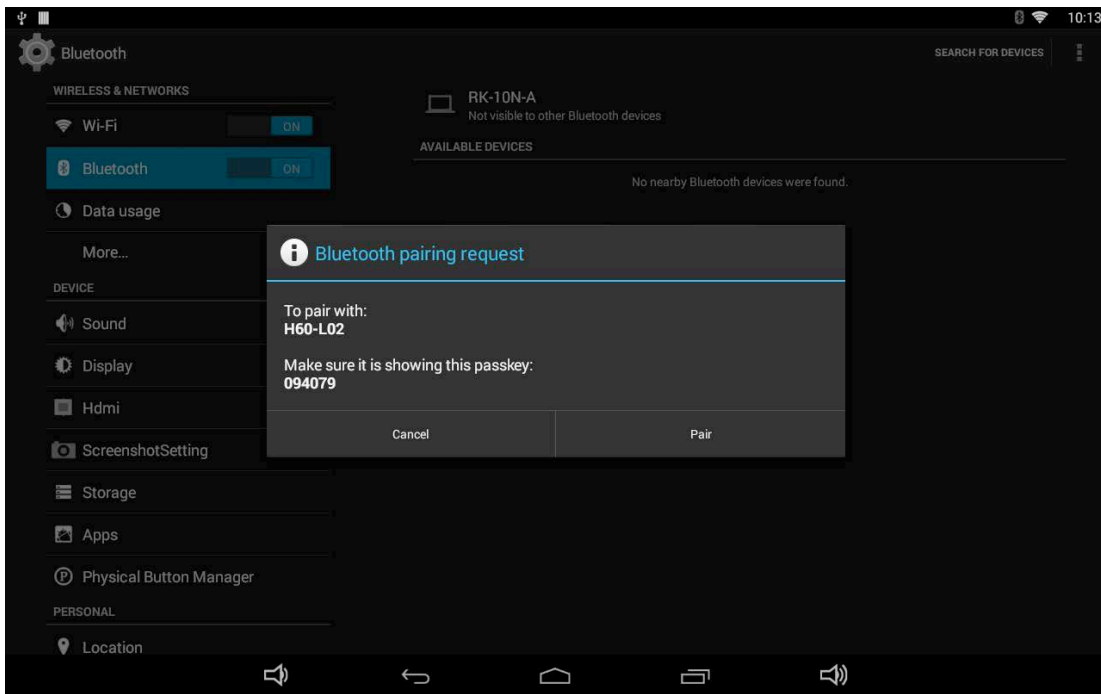 10:13
Bluetooth
SEARCH FOR DEVICES
WIRELESS & NETWORKS
Wi-Fi
ON
Bluetooth
ON
Data usage
More...
DEVICE
Sound
Display
Hdmi
ScreenshotSetting
Storage
Apps
Physical Button Manager
PERSONAL
Location
RK-10N-A
Not visible to other Bluetooth devices
AVAILABLE DEVICES
No nearby Bluetooth devices were found.
Bluetooth pairing request
To pair with:
H60-L02
Make sure it is showing this passkey:
094079
Cancel
Pair